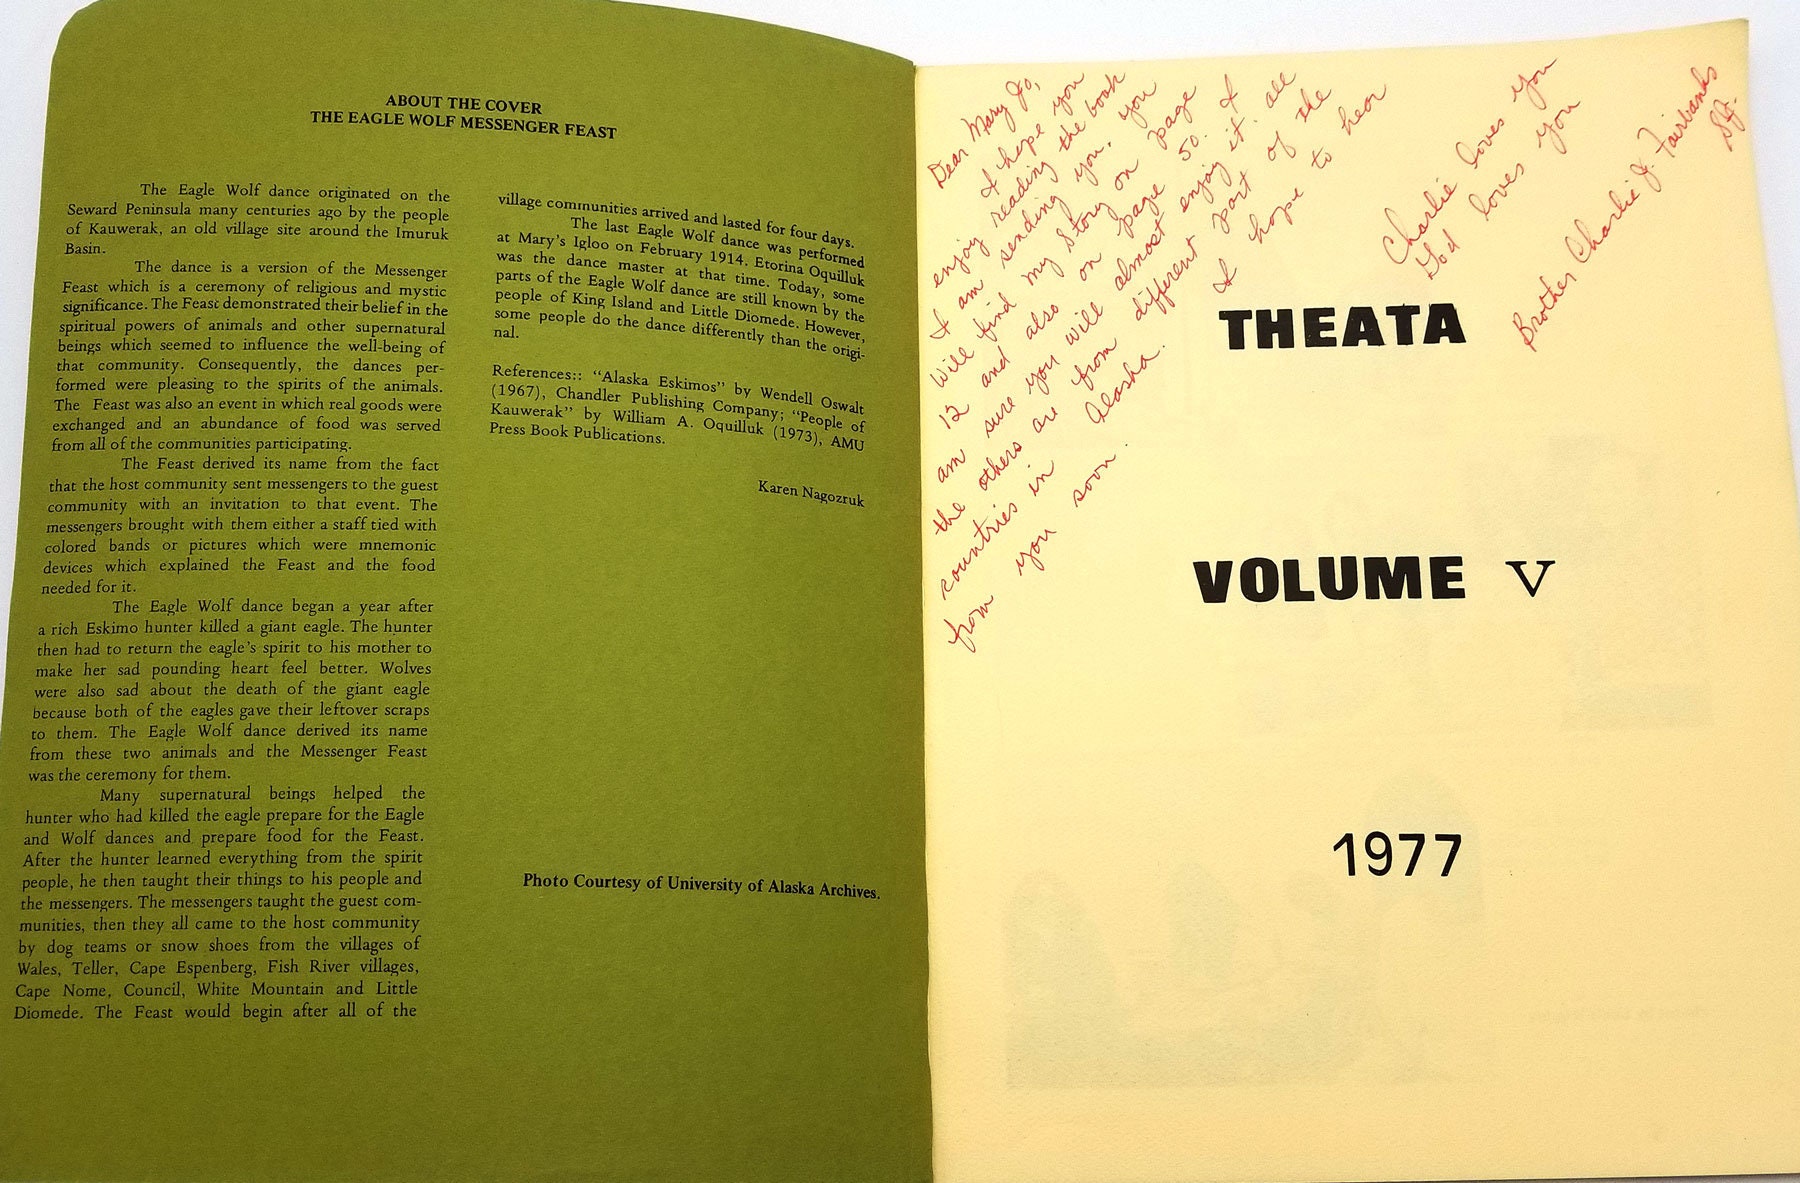 ABOUT THE COVER
THE EAGLE WOLF MESSENGER FEAST
The Eagle Wolf dance originated on the
Seward Peninsula many centuries ago by the people
of Kauwerak, an old village site around the Imuruk
Basin.
The dance is a version of the Messenger
Feast which is a ceremony of religious and mystic
significance. The Feast demonstrated their belief in the
spiritual powers of animals and other supernatural
beings which seemed to influence the well-being of
that community. Consequently, the dances per-
formed were pleasing to the spirits of the animals.
The Feast was also an event in which real goods were
exchanged and an abundance of food was served
from all of the communities participating.
The Feast derived its name from the fact
that the host community sent messengers to the guest
community with an invitation to that event. The
messengers brought with them either a staff tied with
colored bands or pictures which were mnemonic
devices which explained the Feast and the food
needed for it.
The Eagle Wolf dance began a year after
a rich Eskimo hunter killed a giant eagle. The hunter
then had to return the eagle's spirit to his mother to
make her sad pounding heart feel better. Wolves
were also sad about the death of the giant eagle
because both of the eagles gave their leftover scraps
to them. The Eagle Wolf dance derived its name
from these two animals and the Messenger Feast
was the ceremony for them.
Many supernatural beings helped the
hunter who had killed the eagle prepare for the Eagle
and Wolf dances and prepare food for the Feast.
After the hunter learned everything from the spirit
people, he then taught their things to his people and
the messengers. The messengers taught the guest com-
munities, then they all came to the host community
by dog teams or snow shoes from the villages of
Wales, Teller, Cape Espenberg, Fish River villages,
Cape Nome, Council, White Mountain and Little
Diomede. The Feast would begin after all of the
village communities arrived and lasted for four days.
The last Eagle Wolf dance was performed
at Mary's Igloo on February 1914. Etorina Oquilluk
was the dance master at that time. Today, some
parts of the Eagle Wolf dance are still known by the
people of King Island and Little Diomede. However,
some people do the dance differently than the origi-
nal.
References:: "Alaska Eskimos" by Wendell Oswalt
(1967), Chandler Publishing Company; "People of
Kauwerak" by William A. Oquilluk (1973), AMU
Press Book Publications.
Karen Nagozruk
Photo Courtesy of University of Alaska Archives.
Dear Mary Jo,
I hope you
enjoy reading the book
I am sending you. You
will find my story on page
12 and also on page 50. I
am sure you will almost enjoy it. all
the others are from different part of the
countries in Alaska. I hope to hear
from you soon.
Charlie loves you
God loves you
Brother Charlie J. Fairbanks
SJ.
THEATA
VOLUME V
1977